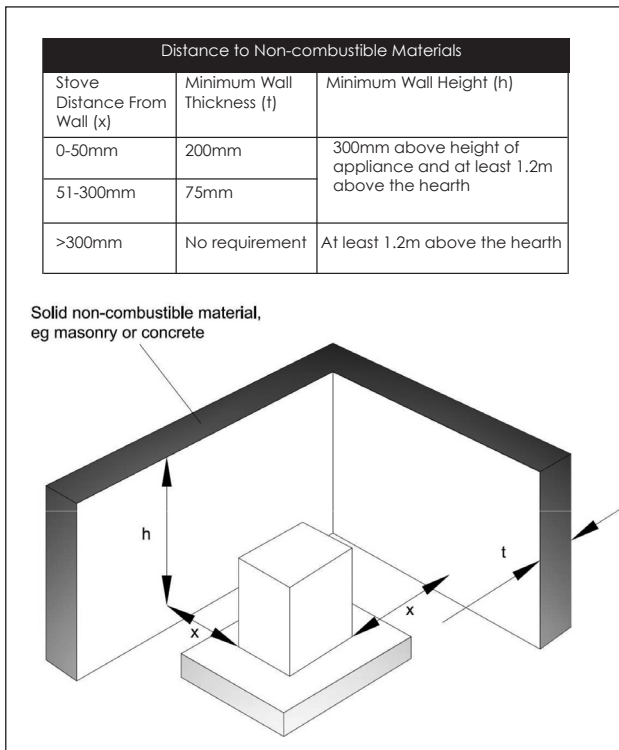 Distance to Non-combustible Materials
Stove
Distance From
Wall (x)
Minimum Wall
Thickness (t)
Minimum Wall Height (h)
0-50mm
200mm
300mm above height of
appliance and at least 1.2m
above the hearth
51-300mm
75mm
>300mm
No requirement
At least 1.2m above the hearth
Solid non-combustible material,
eg masonry or concrete
h
t
x
x